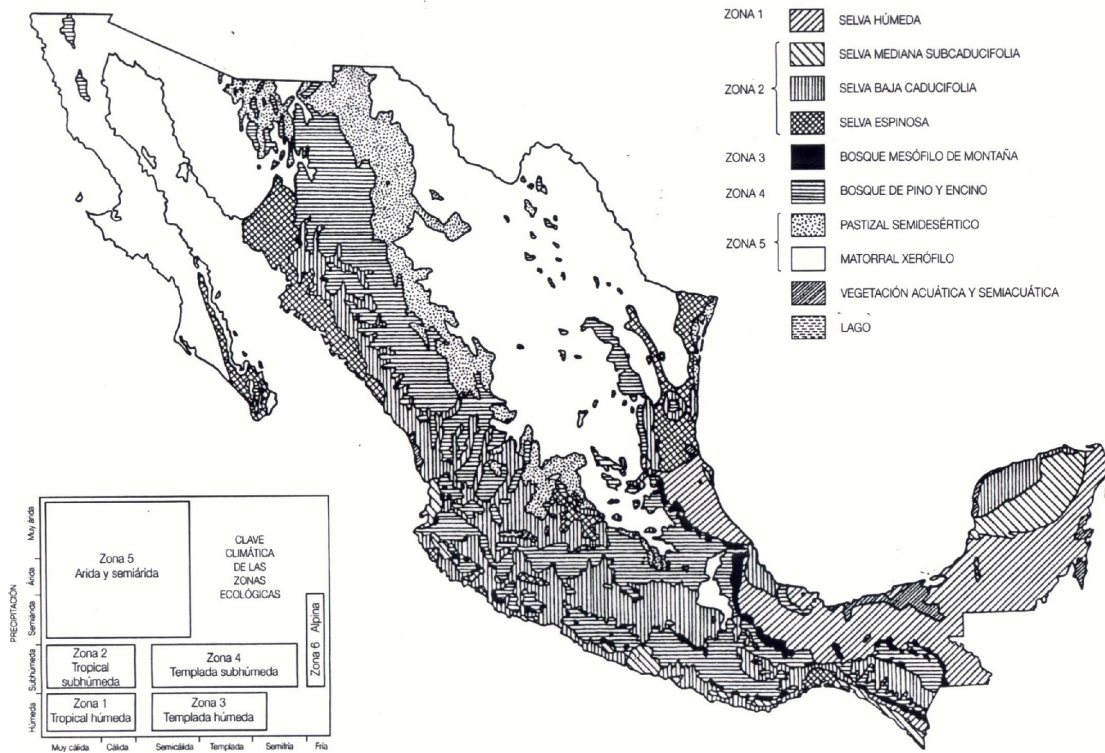 ZONA 1
SELVA HÚMEDA
SELVA MEDIANA SUBCADUCIFOLIA
ZONA 2
SELVA BAJA CADUCIFOLIA
SELVA ESPINOSA
ZONA 3
BOSQUE MESÓFILO DE MONTAÑA
ZONA 4
BOSQUE DE PINO Y ENCINO
ZONA 5
PASTIZAL SEMIDESÉRTICO
MATORRAL XERÓFILO
VEGETACIÓN ACUÁTICA Y SEMIACUÁTICA
LAGO
CLAVE
CLIMÁTICA
DE LAS
ZONAS
ECOLÓGICAS
PRECIPITACIÓN
Muy árida
Árida
Semiárida
Subhúmeda
Húmeda
Zona 5
Arida y semiárida
Zona 2
Tropical
subhúmeda
Zona 4
Templada subhúmeda
Zona 6 Alpina
Zona 1
Tropical húmeda
Zona 3
Templada húmeda
Muy cálida
Cálida
Semicálida
Templada
Semifría
Fría